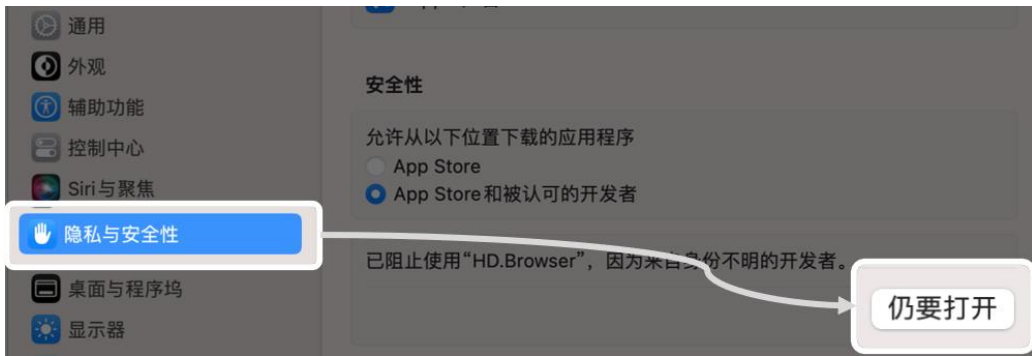 通用
外观
辅助功能
控制中心
Siri与聚焦
隐私与安全性
桌面与程序坞
显示器
安全性
允许从以下位置下载的应用程序
App Store
App Store和被认可的开发者
已阻止使用“HD.Browser”，因为来自身份不明的开发者。
仍要打开